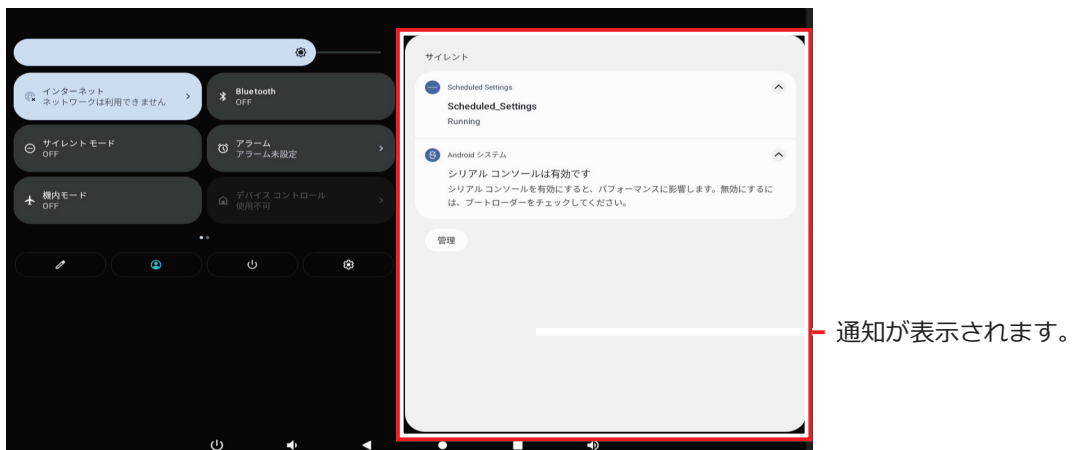 インターネット
ネットワークは利用できません
Bluetooth
OFF
サイレント モード
OFF
アラーム
アラーム未設定
機内モード
OFF
デバイス コントロール
使用不可
サイレント
Scheduled Settings
Scheduled_Settings
Running
Android システム
シリアル コンソールは有効です
シリアル コンソールを有効にすると、パフォーマンスに影響します。無効にするに
は、ブートローダーをチェックしてください。
管理
通知が表示されます。